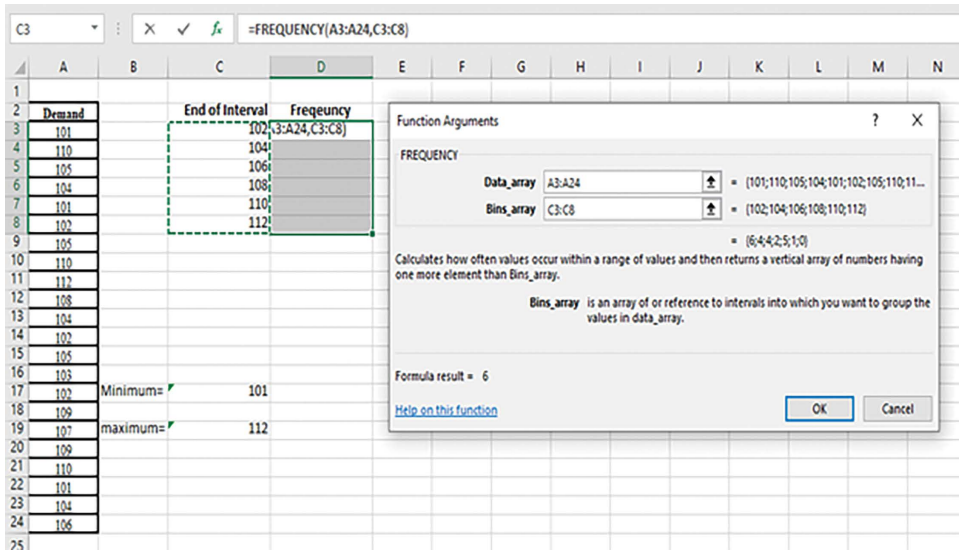 C3 fx =FREQUENCY(A3:A24,C3:C8)
A B C D E F G H I J K L M N
1
2 Demand End of Interval Freqeuncy
3 101 102 \3:A24,C3:C8)
4 110 104
5 105 106
6 104 108
7 101 110
8 102 112
9 105
10 110
11 112
12 108
13 104
14 102
15 105
16 103
17 102 Minimum= 101
18 109
19 107 maximum= 112
20 109
21 110
22 101
23 104
24 106
25
Function Arguments ? X
FREQUENCY
Data_array A3:A24 = {101;110;105;104;101;102;105;110;11...
Bins_array C3:C8 = {102;104;106;108;110;112}
= {6;4;4;2;5;1;0}
Calculates how often values occur within a range of values and then returns a vertical array of numbers having
one more element than Bins_array.
Bins_array is an array of or reference to intervals into which you want to group the
values in data_array.
Formula result = 6
Help on this function OK Cancel